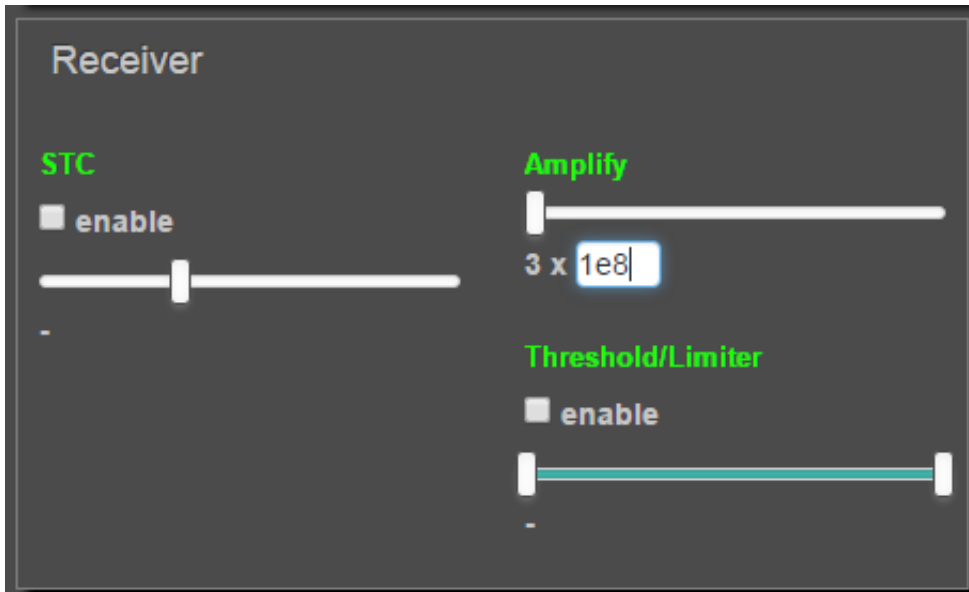 Receiver
STC
enable
-
Amplify
3 x 1e8
Threshold/Limiter
enable
-